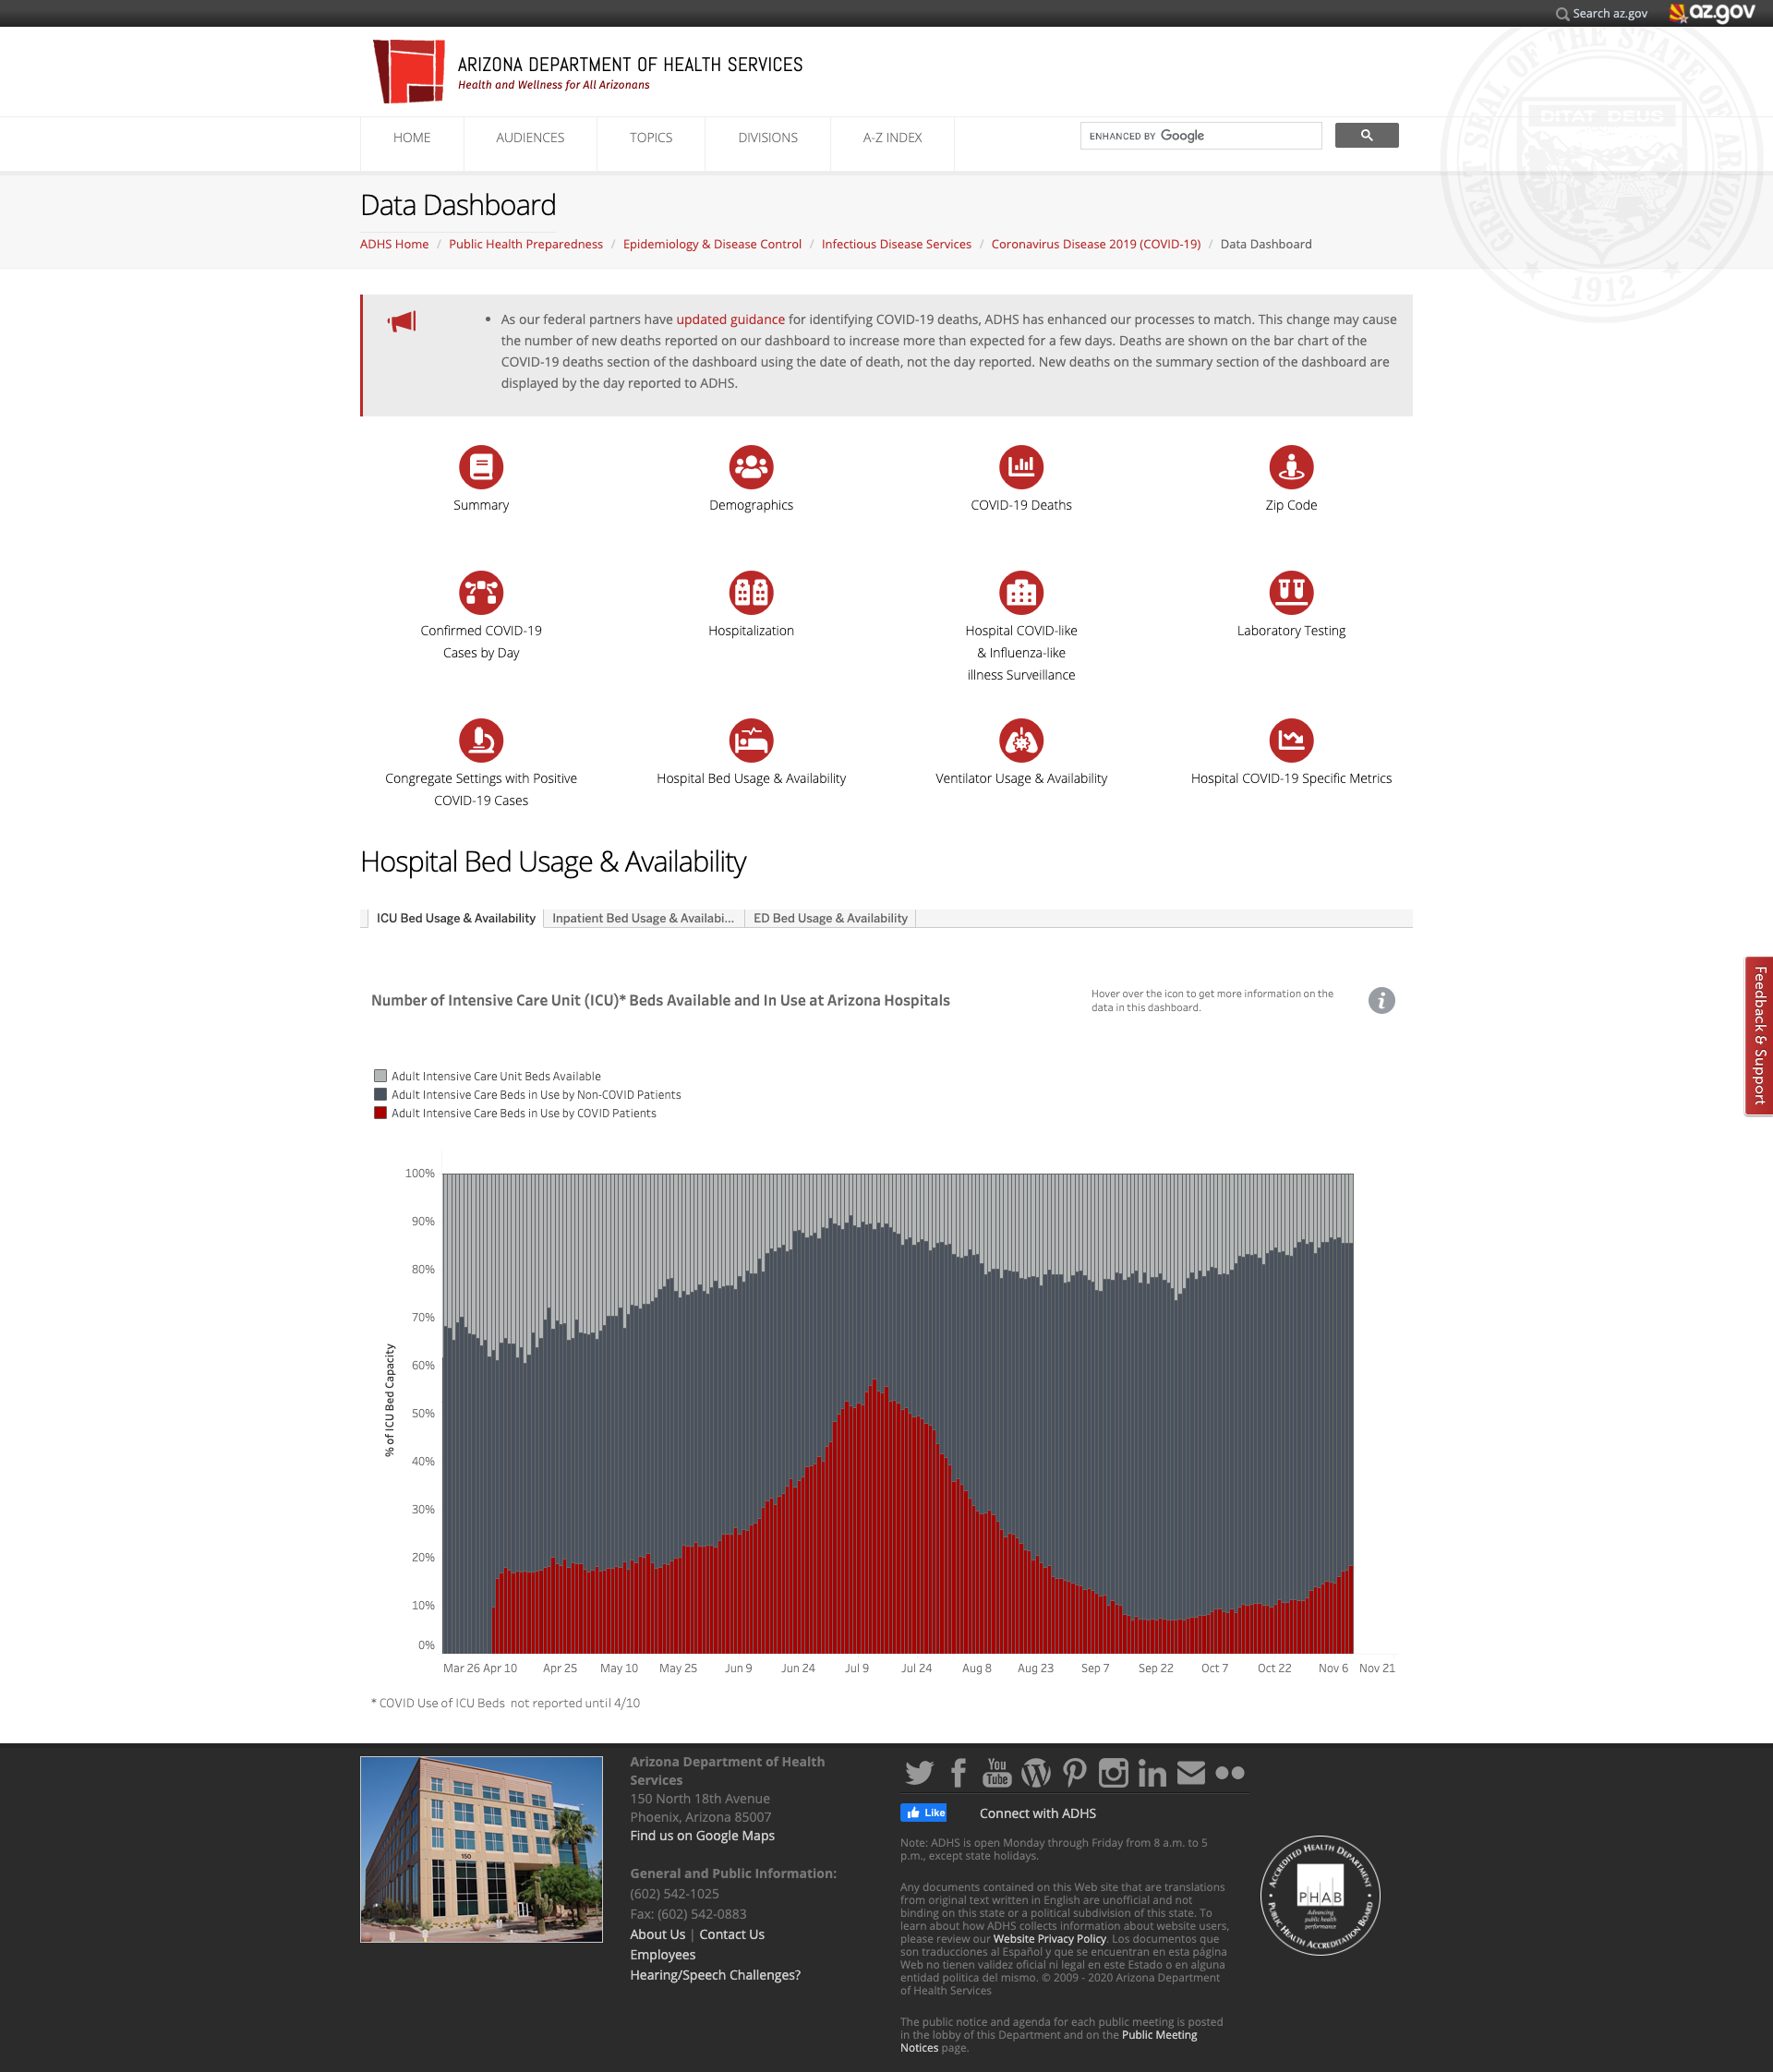 Search az.gov
az.gov
ARIZONA DEPARTMENT OF HEALTH SERVICES
Health and Wellness for All Arizonans
GREAT SEAL OF THE STATE OF ARIZONA
DITAT DEUS
1912
HOME
AUDIENCES
TOPICS
DIVISIONS
A-Z INDEX
ENHANCED BY Google
Data Dashboard
ADHS Home / Public Health Preparedness / Epidemiology & Disease Control / Infectious Disease Services / Coronavirus Disease 2019 (COVID-19) / Data Dashboard
• As our federal partners have updated guidance for identifying COVID-19 deaths, ADHS has enhanced our processes to match. This change may cause
the number of new deaths reported on our dashboard to increase more than expected for a few days. Deaths are shown on the bar chart of the
COVID-19 deaths section of the dashboard using the date of death, not the day reported. New deaths on the summary section of the dashboard are
displayed by the day reported to ADHS.
Summary
Demographics
COVID-19 Deaths
Zip Code
Confirmed COVID-19
Cases by Day
Hospitalization
Hospital COVID-like
& Influenza-like
illness Surveillance
Laboratory Testing
Congregate Settings with Positive
COVID-19 Cases
Hospital Bed Usage & Availability
Ventilator Usage & Availability
Hospital COVID-19 Specific Metrics
Hospital Bed Usage & Availability
ICU Bed Usage & Availability
Inpatient Bed Usage & Availabi...
ED Bed Usage & Availability
Feedback & Support
Number of Intensive Care Unit (ICU)* Beds Available and In Use at Arizona Hospitals
Hover over the icon to get more information on the
data in this dashboard.
i
Adult Intensive Care Unit Beds Available
Adult Intensive Care Beds in Use by Non-COVID Patients
Adult Intensive Care Beds in Use by COVID Patients
% of ICU Bed Capacity
100%
90%
80%
70%
60%
50%
40%
30%
20%
10%
0%
Mar 26 Apr 10 Apr 25 May 10 May 25 Jun 9 Jun 24 Jul 9 Jul 24 Aug 8 Aug 23 Sep 7 Sep 22 Oct 7 Oct 22 Nov 6 Nov 21
* COVID Use of ICU Beds not reported until 4/10
150
Arizona Department of Health
Services
150 North 18th Avenue
Phoenix, Arizona 85007
Find us on Google Maps
General and Public Information:
(602) 542-1025
Fax: (602) 542-0883
About Us | Contact Us
Employees
Hearing/Speech Challenges?
You Tube
Like
Connect with ADHS
Note: ADHS is open Monday through Friday from 8 a.m. to 5
p.m., except state holidays.
Any documents contained on this Web site that are translations
from original text written in English are unofficial and not
binding on this state or a political subdivision of this state. To
learn about how ADHS collects information about website users,
please review our Website Privacy Policy. Los documentos que
son traducciones al Español y que se encuentran en esta página
Web no tienen validez oficial ni legal en este Estado o en alguna
entidad política del mismo. © 2009 - 2020 Arizona Department
of Health Services
The public notice and agenda for each public meeting is posted
in the lobby of this Department and on the Public Meeting
Notices page.
ACCREDITED HEALTH DEPARTMENT
PHAB
Advancing
public health
performance
PUBLIC HEALTH ACCREDITATION BOARD